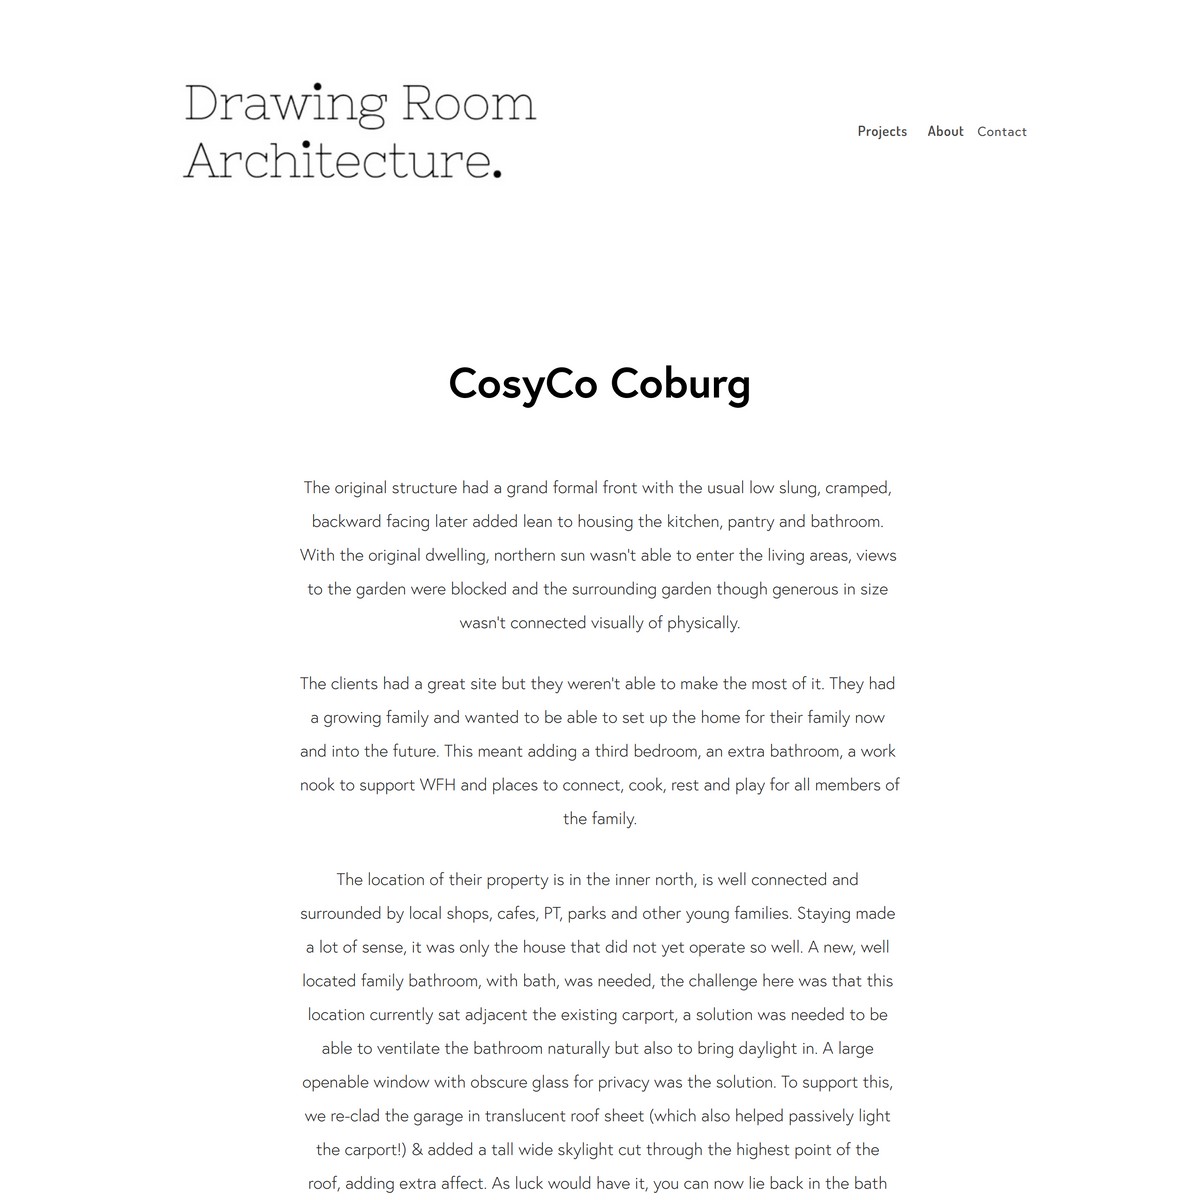 Drawing Room
Architecture.
Projects About Contact
CosyCo Coburg
The original structure had a grand formal front with the usual low slung, cramped,
backward facing later added lean to housing the kitchen, pantry and bathroom.
With the original dwelling, northern sun wasn't able to enter the living areas, views
to the garden were blocked and the surrounding garden though generous in size
wasn't connected visually of physically.
The clients had a great site but they weren't able to make the most of it. They had
a growing family and wanted to be able to set up the home for their family now
and into the future. This meant adding a third bedroom, an extra bathroom, a work
nook to support WFH and places to connect, cook, rest and play for all members of
the family.
The location of their property is in the inner north, is well connected and
surrounded by local shops, cafes, PT, parks and other young families. Staying made
a lot of sense, it was only the house that did not yet operate so well. A new, well
located family bathroom, with bath, was needed, the challenge here was that this
location currently sat adjacent the existing carport, a solution was needed to be
able to ventilate the bathroom naturally but also to bring daylight in. A large
openable window with obscure glass for privacy was the solution. To support this,
we re-clad the garage in translucent roof sheet (which also helped passively light
the carport!) & added a tall wide skylight cut through the highest point of the
roof, adding extra affect. As luck would have it, you can now lie back in the bath